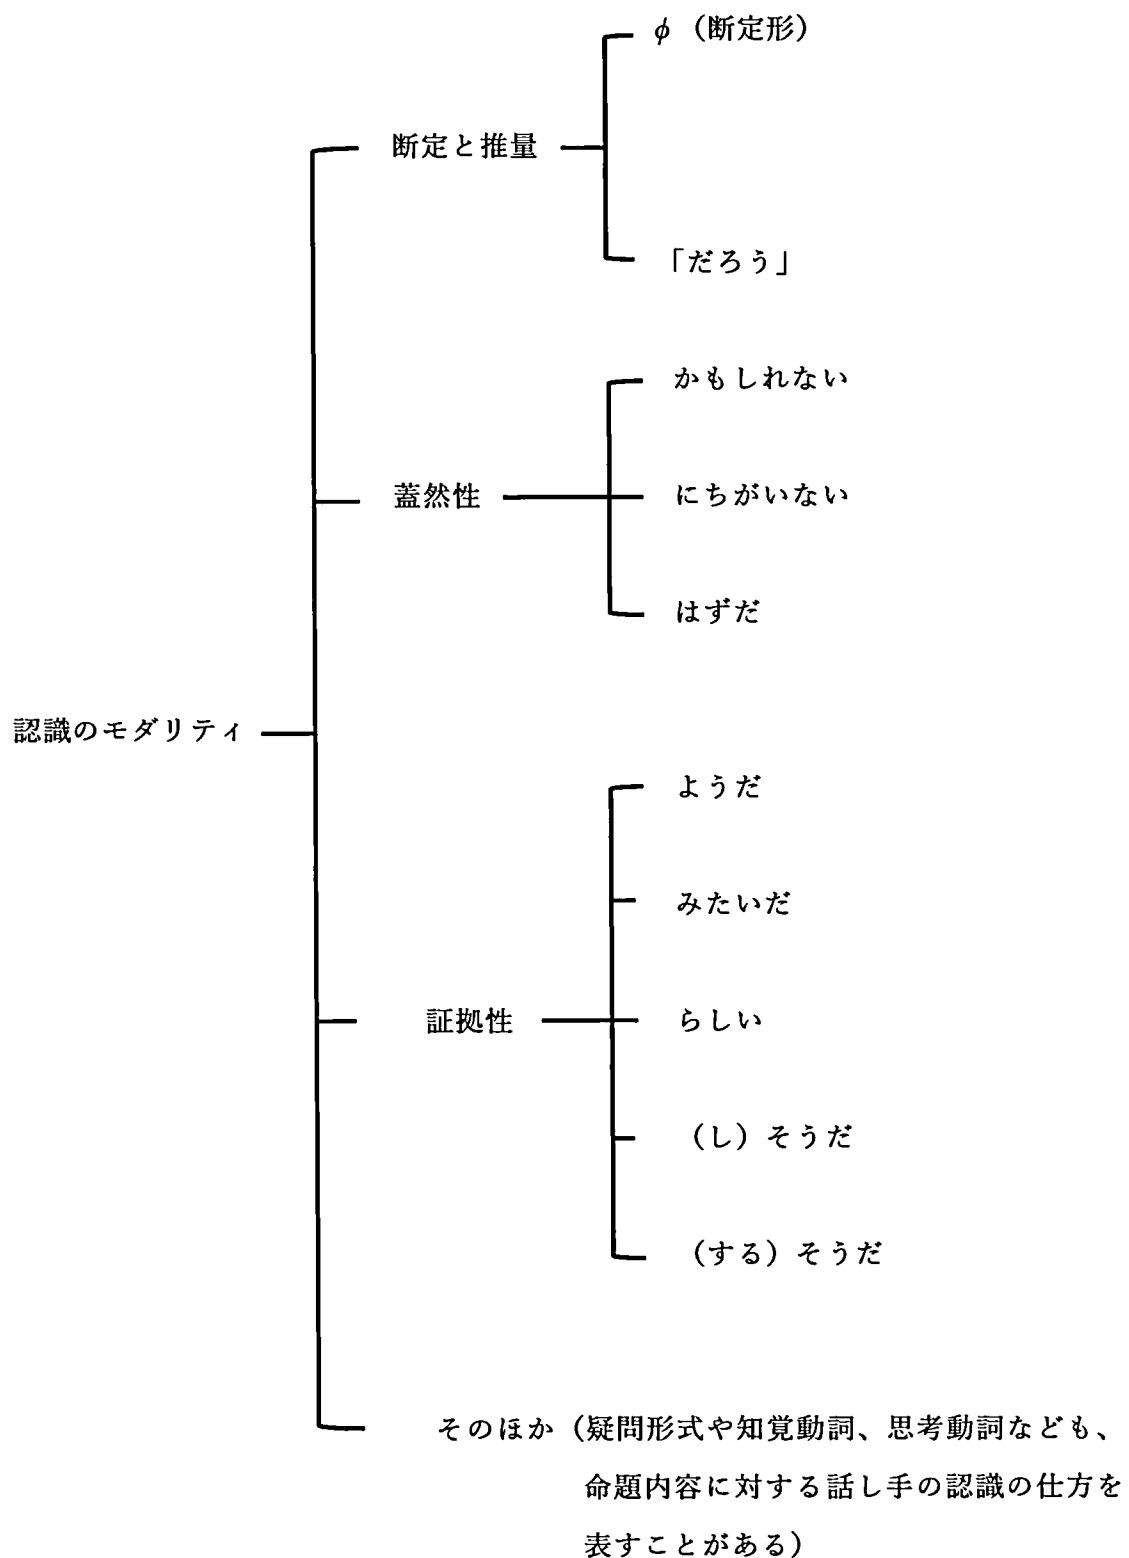 φ（断定形）
断定と推量
「だろう」
かもしれない
蓋然性
にちがいない
はずだ
認識のモダリティ
ようだ
みたいだ
証拠性
らしい
（し）そうだ
（する）そうだ
そのほか（疑問形式や知覚動詞、思考動詞なども、
命題内容に対する話し手の認識の仕方を
表すことがある）